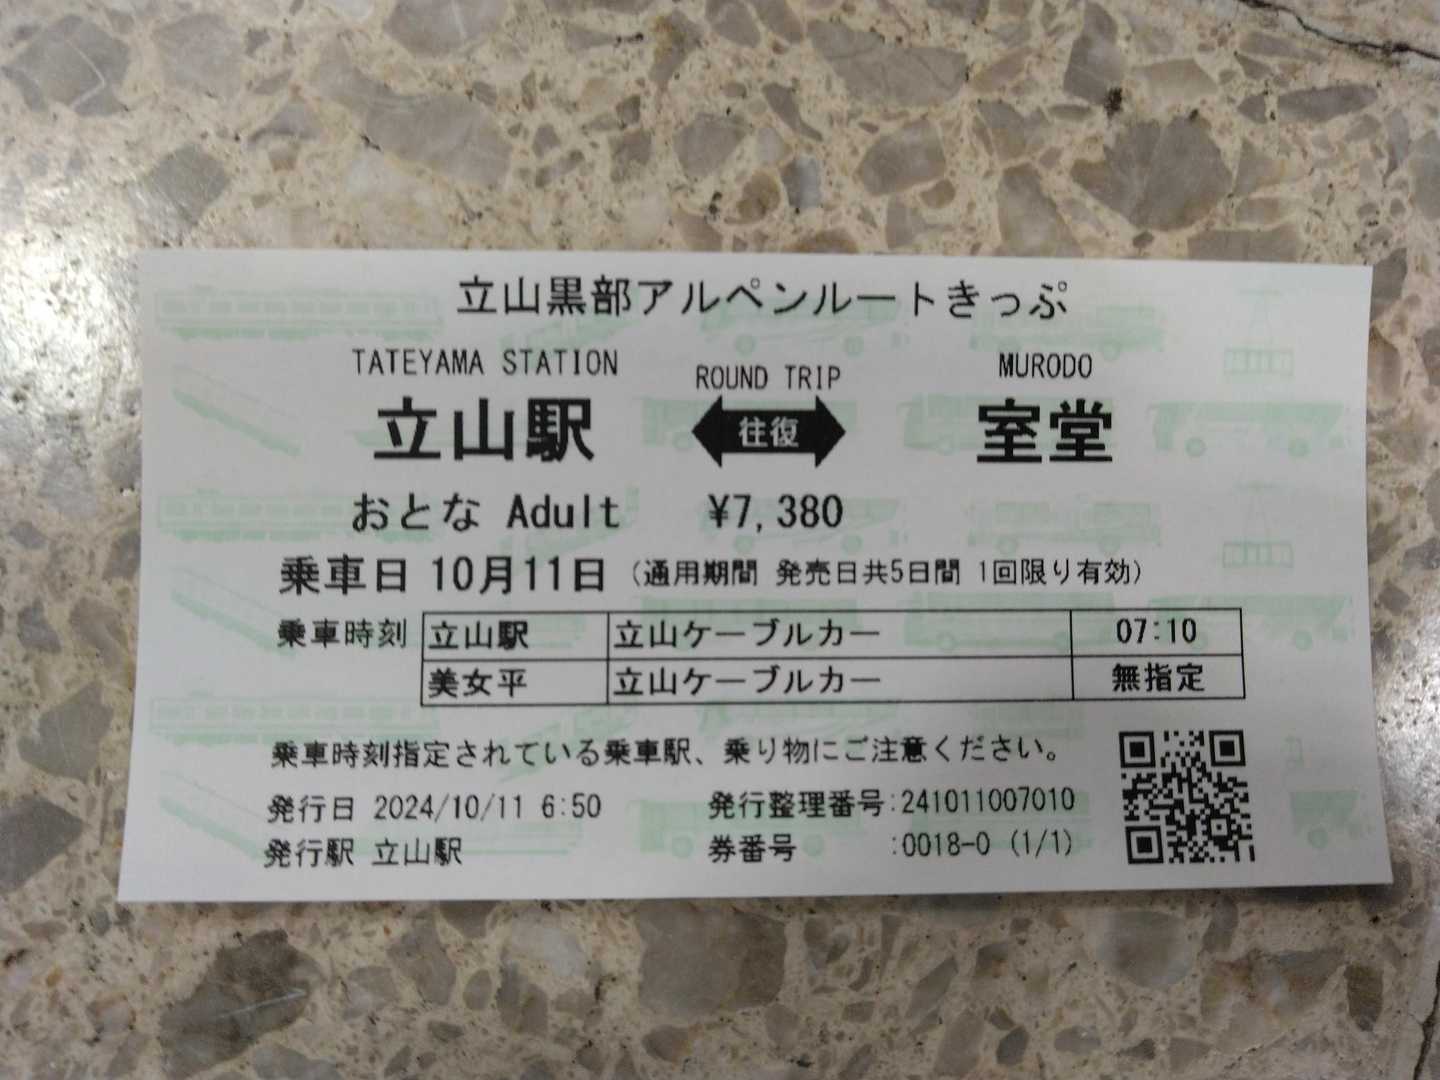 立山黒部アルペンルートきっぷ
TATEYAMA STATION ROUND TRIP MURODO
立山駅 往復 室堂
おとな Adult ¥7,380
乗車日 10月11日 (通用期間 発売日共5日間 1回限り有効)
乗車時刻 立山駅 立山ケーブルカー 07:10
美女平 立山ケーブルカー 無指定
乗車時刻指定されている乗車駅、乗り物にご注意ください。
発行日 2024/10/11 6:50 発行整理番号:241011007010
発行駅 立山駅 券番号 :0018-0 (1/1)